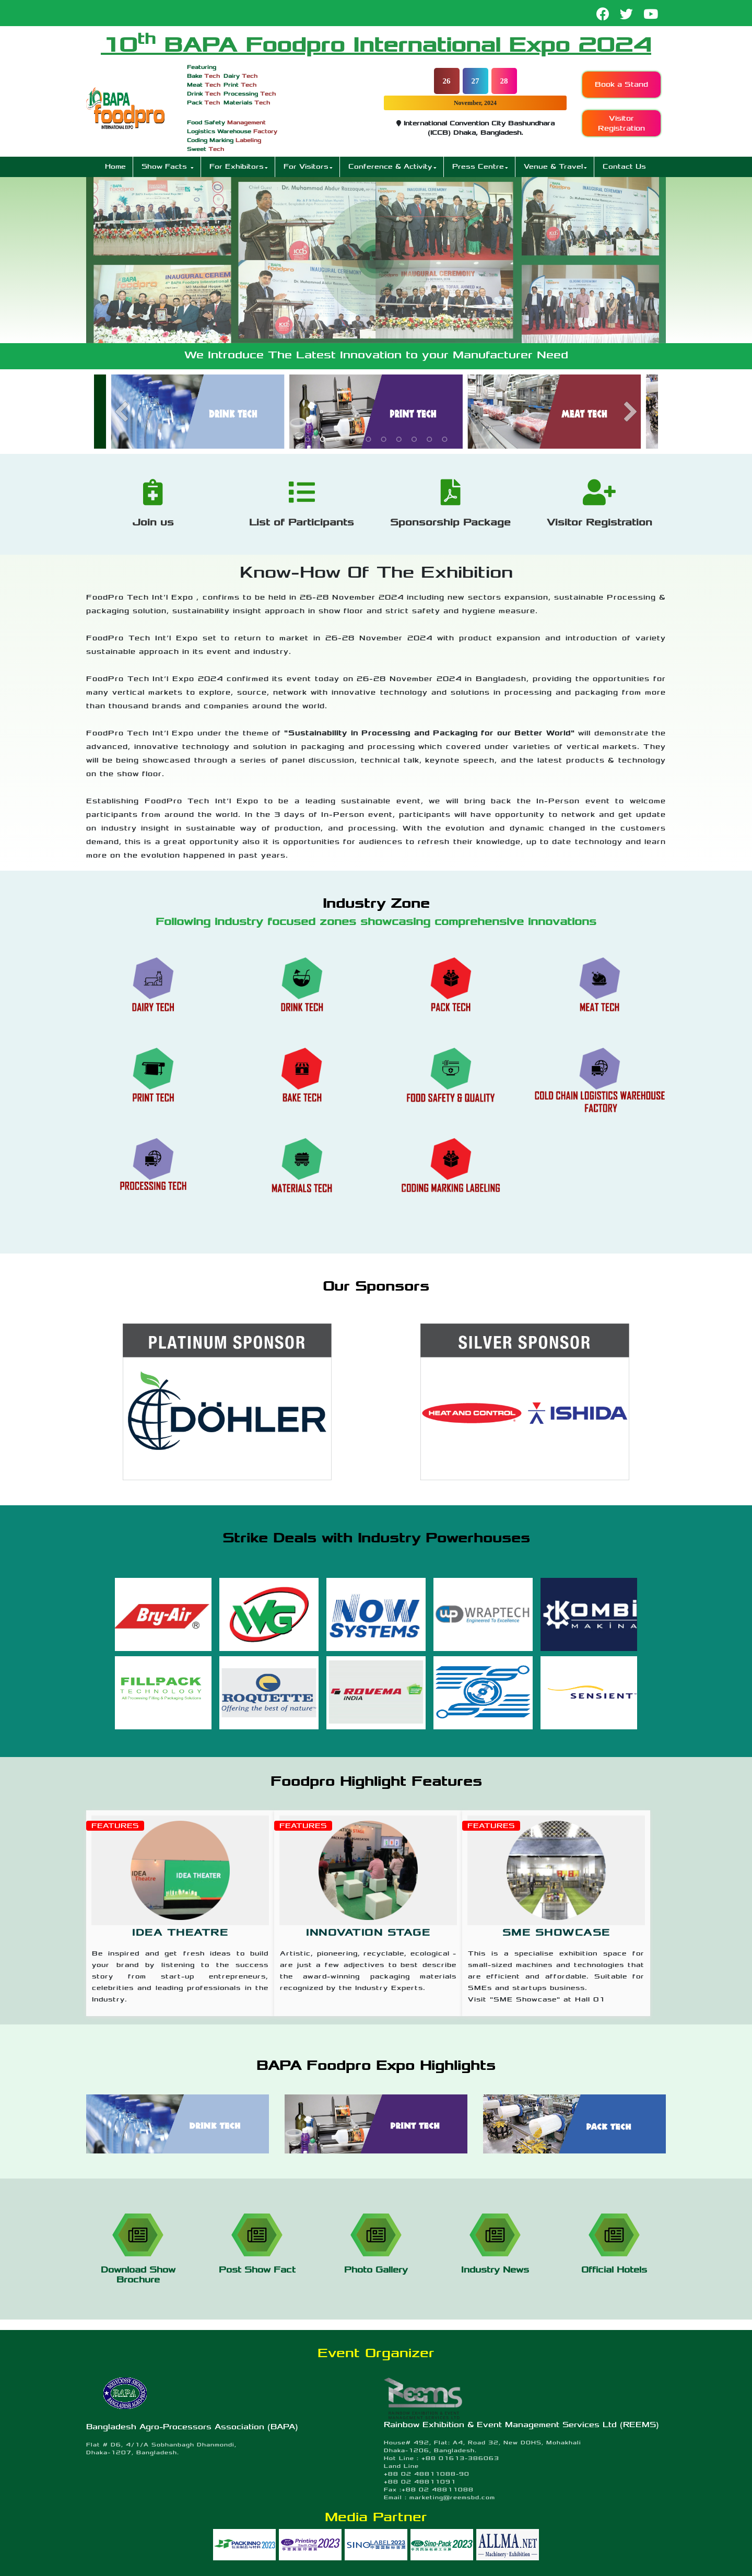 10th BAPA Foodpro International Expo 2024
BAPA
foodpro
INTERNATIONAL EXPO
Featuring
Bake Tech Dairy Tech
Meat Tech Print Tech
Drink Tech Processing Tech
Pack Tech Materials Tech
Food Safety Management
Logistics Warehouse Factory
Coding Marking Labeling
Sweet Tech
26 27 28
November, 2024
International Convention City Bashundhara
(ICCB) Dhaka, Bangladesh.
Book a Stand
Visitor
Registration
Home Show Facts For Exhibitors For Visitors Conference & Activity Press Centre Venue & Travel Contact Us
We Introduce The Latest Innovation to your Manufacturer Need
DRINK TECH PRINT TECH MEAT TECH
Join us List of Participants Sponsorship Package Visitor Registration
Know-How Of The Exhibition
FoodPro Tech Int'l Expo , confirms to be held in 26-28 November 2024 including new sectors expansion, sustainable Processing &
packaging solution, sustainability insight approach in show floor and strict safety and hygiene measure.
FoodPro Tech Int'l Expo set to return to market in 26-28 November 2024 with product expansion and introduction of variety
sustainable approach in its event and industry.
FoodPro Tech Int'l Expo 2024 confirmed its event today on 26-28 November 2024 in Bangladesh, providing the opportunities for
many vertical markets to explore, source, network with innovative technology and solutions in processing and packaging from more
than thousand brands and companies around the world.
FoodPro Tech Int'l Expo under the theme of "Sustainability in Processing and Packaging for our Better World" will demonstrate the
advanced, innovative technology and solution in packaging and processing which covered under varieties of vertical markets. They
will be being showcased through a series of panel discussion, technical talk, keynote speech, and the latest products & technology
on the show floor.
Establishing FoodPro Tech Int'l Expo to be a leading sustainable event, we will bring back the In-Person event to welcome
participants from around the world. In the 3 days of In-Person event, participants will have opportunity to network and get update
on industry insight in sustainable way of production, and processing. With the evolution and dynamic changed in the customers
demand, this is a great opportunity also it is opportunities for audiences to refresh their knowledge, up to date technology and learn
more on the evolution happened in past years.
Industry Zone
Following industry focused zones showcasing comprehensive innovations
DAIRY TECH DRINK TECH PACK TECH MEAT TECH
PRINT TECH BAKE TECH FOOD SAFETY & QUALITY COLD CHAIN LOGISTICS WAREHOUSE
FACTORY
PROCESSING TECH MATERIALS TECH CODING MARKING LABELING
Our Sponsors
PLATINUM SPONSOR SILVER SPONSOR
DÖHLER HEAT AND CONTROL ISHIDA
Strike Deals with Industry Powerhouses
Bry-Air WG NOW SYSTEMS WRAPTECH Engineered To Excellence KOMBI MAKİNA
FILLPACK TECHNOLOGY ROQUETTE Offering the best of nature ROVEMA INDIA SENSIENT
Foodpro Highlight Features
FEATURES FEATURES FEATURES
IDEA THEATER
IDEA THEATRE INNOVATION STAGE SME SHOWCASE
Be inspired and get fresh ideas to build
your brand by listening to the success
story from start-up entrepreneurs,
celebrities and leading professionals in the
Industry.
Artistic, pioneering, recyclable, ecological -
are just a few adjectives to best describe
the award-winning packaging materials
recognized by the Industry Experts.
This is a specialise exhibition space for
small-sized machines and technologies that
are efficient and affordable. Suitable for
SMEs and startups business.
Visit "SME Showcase" at Hall 01
BAPA Foodpro Expo Highlights
DRINK TECH PRINT TECH PACK TECH
Download Show
Brochure
Post Show Fact Photo Gallery Industry News Official Hotels
Event Organizer
BAPA
Bangladesh Agro-Processors Association (BAPA)
Flat # D6, 4/1/A Sobhanbagh Dhanmondi,
Dhaka-1207, Bangladesh.
Reems
Rainbow Exhibition & Event Management Services Ltd (REEMS)
House# 492, Flat: A4, Road 32, New DOHS, Mohakhali
Dhaka-1206, Bangladesh.
Hot Line : +88 01613-386063
Land Line
+88 02 48811088-90
+88 02 48811091
Fax :+88 02 48811088
Email : marketing@reemsbd.com
Media Partner
PACKINNO 2023 Printing 2023 SINO LABEL 2023 Sino-Pack 2023 ALLMA.NET
Machinery · Exhibition